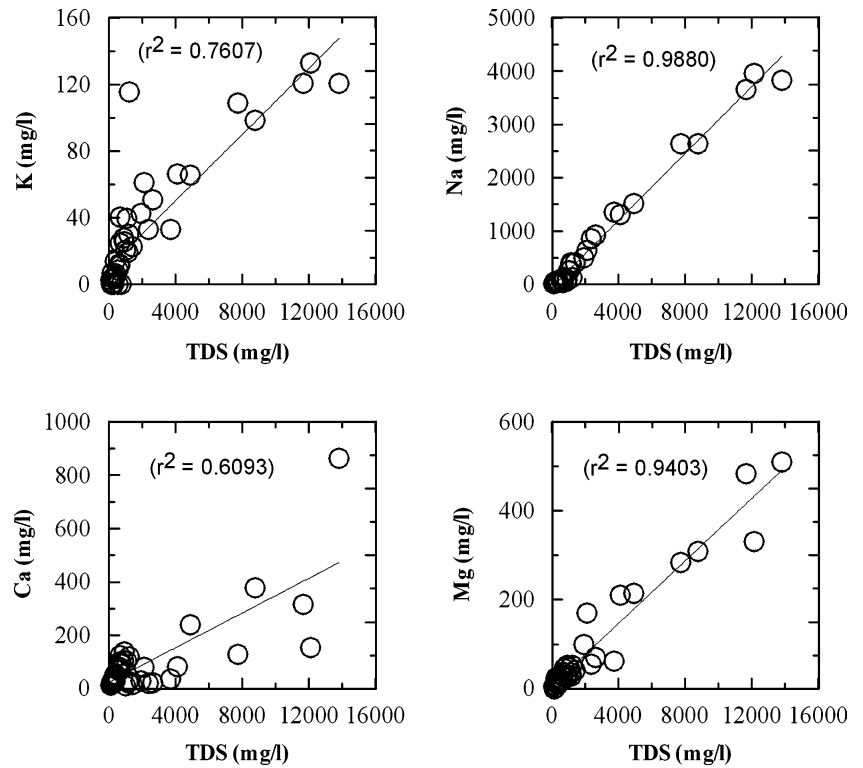 160
120
80
40
0
K (mg/l)
(r2 = 0.7607)
0 4000 8000 12000 16000
TDS (mg/l)
5000
4000
3000
2000
1000
0
Na (mg/l)
(r2 = 0.9880)
0 4000 8000 12000 16000
TDS (mg/l)
1000
800
600
400
200
0
Ca (mg/l)
(r2 = 0.6093)
0 4000 8000 12000 16000
TDS (mg/l)
600
400
200
0
Mg (mg/l)
(r2 = 0.9403)
0 4000 8000 12000 16000
TDS (mg/l)